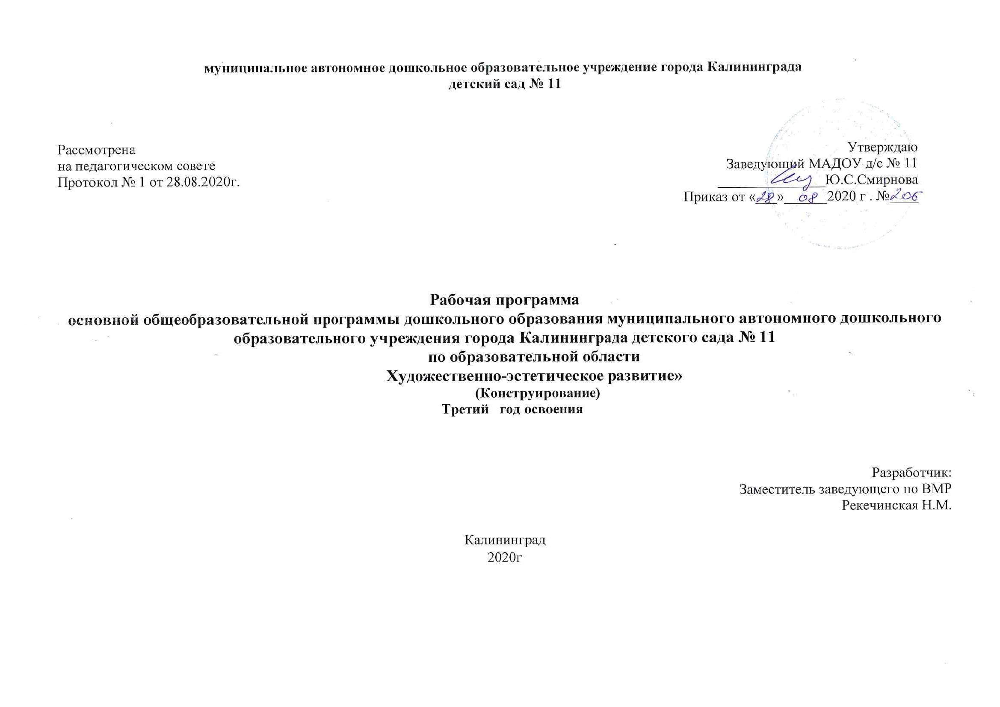 муниципальное автономное дошкольное образовательное учреждение города Калининграда
детский сад № 11
Рассмотрена
на педагогическом совете
Протокол № 1 от 28.08.2020г.
Утверждаю
Заведующий МАДОУ д/с № 11
_______________Ю.С.Смирнова
Приказ от «28» 08 2020 г . №206
Рабочая программа
основной общеобразовательной программы дошкольного образования муниципального автономного дошкольного
образовательного учреждения города Калининграда детского сада № 11
по образовательной области
Художественно-эстетическое развитие»
(Конструирование)
Третий год освоения
Разработчик:
Заместитель заведующего по ВМР
Рекечинская Н.М.
Калининград
2020г